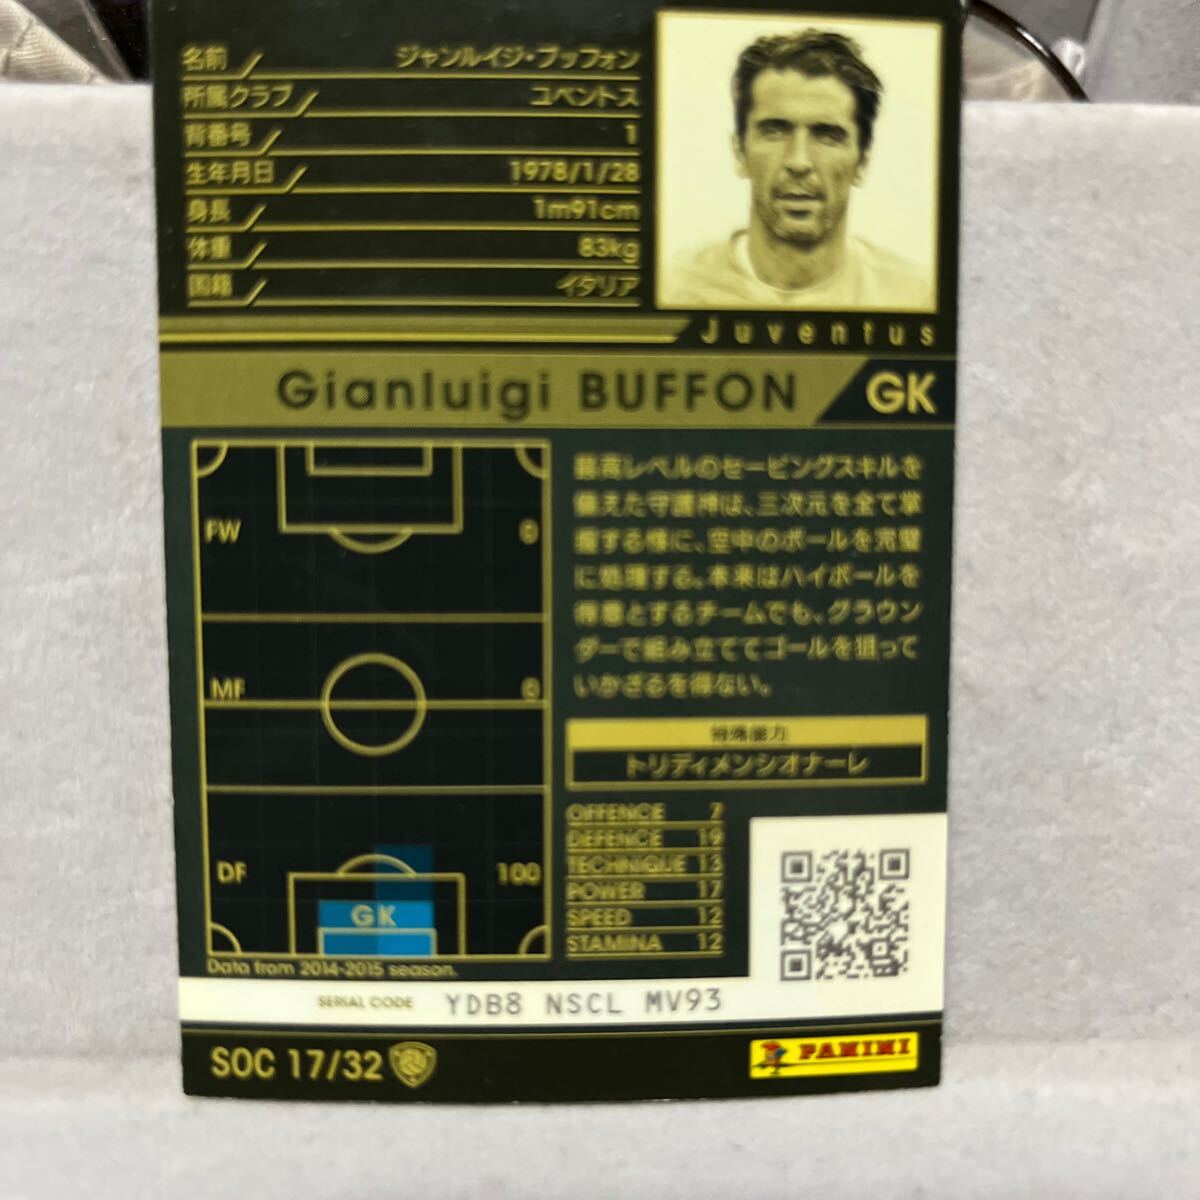 名前 ジャンルイジ・ブッフォン
所属クラブ ユベントス
背番号 1
生年月日 1978/1/28
身長 1m91cm
体重 83kg
国籍 イタリア
Juventus
Gianluigi BUFFON GK
FW 0
MF 0
DF 100
GK
Data from 2014-2015 season.
最高レベルのセービングスキルを
備えた守護神は、三次元を全て掌
握する様に、空中のボールを完璧
に処理する。本来はハイボールを
得意とするチームでも、グラウン
ダーで組み立ててゴールを狙って
いかざるを得ない。
特殊能力
トリディメンシオナーレ
OFFENCE 7
DEFENCE 19
TECHNIQUE 13
POWER 17
SPEED 12
STAMINA 12
SERIAL CODE YDB8 NSCL MV93
SOC 17/32
PANINI